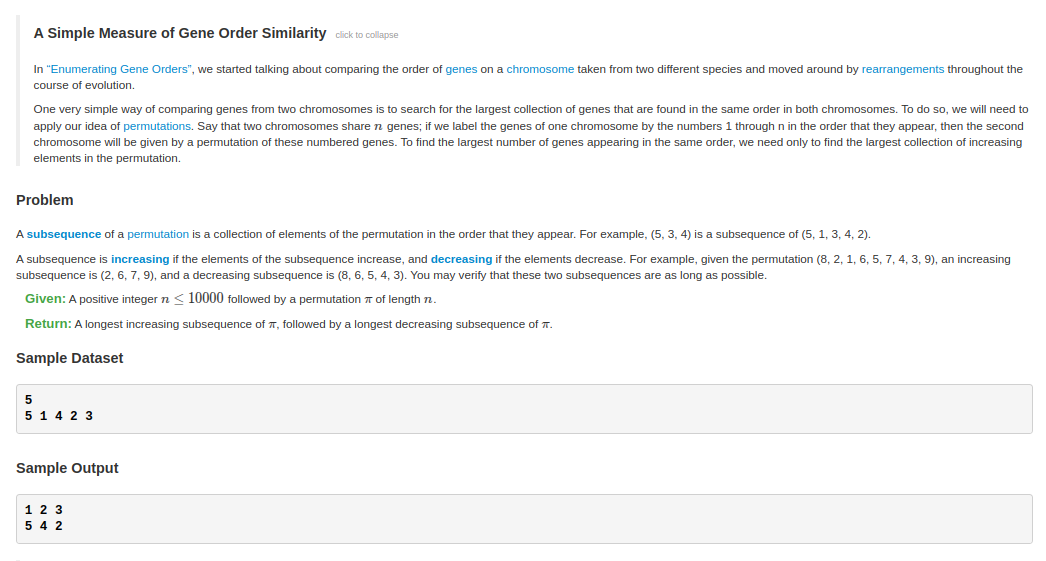 A Simple Measure of Gene Order Similarity click to collapse
In “Enumerating Gene Orders”, we started talking about comparing the order of genes on a chromosome taken from two different species and moved around by rearrangements throughout the
course of evolution.
One very simple way of comparing genes from two chromosomes is to search for the largest collection of genes that are found in the same order in both chromosomes. To do so, we will need to
apply our idea of permutations. Say that two chromosomes share n genes; if we label the genes of one chromosome by the numbers 1 through n in the order that they appear, then the second
chromosome will be given by a permutation of these numbered genes. To find the largest number of genes appearing in the same order, we need only to find the largest collection of increasing
elements in the permutation.
Problem
A subsequence of a permutation is a collection of elements of the permutation in the order that they appear. For example, (5, 3, 4) is a subsequence of (5, 1, 3, 4, 2).
A subsequence is increasing if the elements of the subsequence increase, and decreasing if the elements decrease. For example, given the permutation (8, 2, 1, 6, 5, 7, 4, 3, 9), an increasing
subsequence is (2, 6, 7, 9), and a decreasing subsequence is (8, 6, 5, 4, 3). You may verify that these two subsequences are as long as possible.
Given: A positive integer n ≤ 10000 followed by a permutation π of length n.
Return: A longest increasing subsequence of π, followed by a longest decreasing subsequence of π.
Sample Dataset
5
5 1 4 2 3
Sample Output
1 2 3
5 4 2